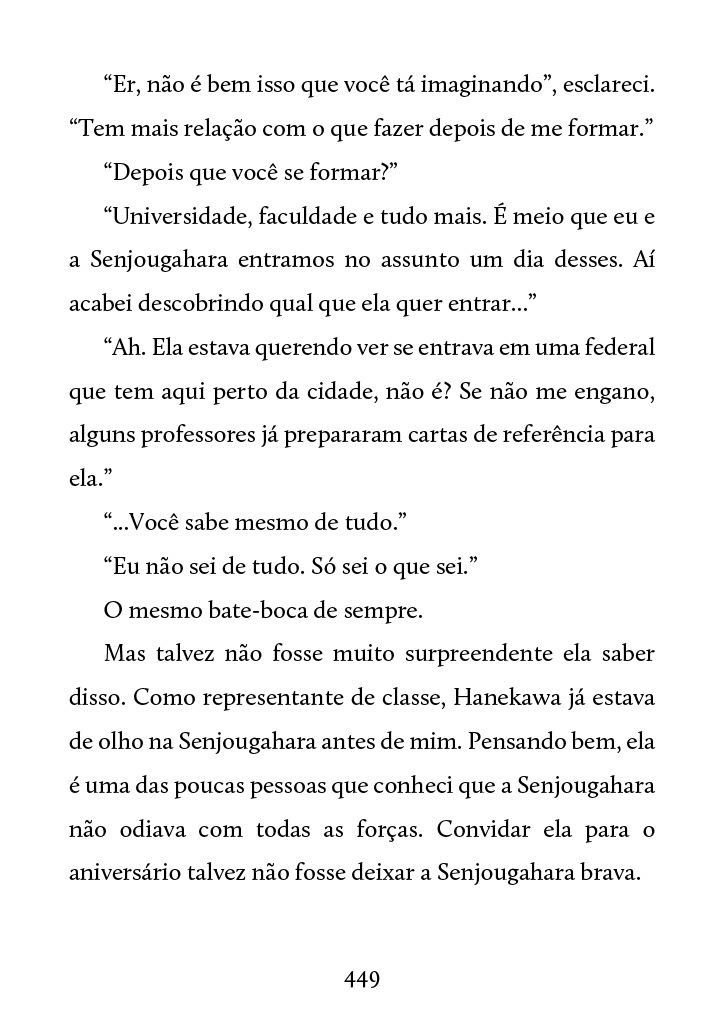 “Er, não é bem isso que você tá imaginando”, esclareci.
“Tem mais relação com o que fazer depois de me formar.”
“Depois que você se formar?”
“Universidade, faculdade e tudo mais. É meio que eu e
a Senjougahara entramos no assunto um dia desses. Aí
acabei descobrindo qual que ela quer entrar...”
“Ah. Ela estava querendo ver se entrava em uma federal
que tem aqui perto da cidade, não é? Se não me engano,
alguns professores já prepararam cartas de referência para
ela.”
“...Você sabe mesmo de tudo.”
“Eu não sei de tudo. Só sei o que sei.”
O mesmo bate-boca de sempre.
Mas talvez não fosse muito surpreendente ela saber
disso. Como representante de classe, Hanekawa já estava
de olho na Senjougahara antes de mim. Pensando bem, ela
é uma das poucas pessoas que conheci que a Senjougahara
não odiava com todas as forças. Convidar ela para o
aniversário talvez não fosse deixar a Senjougahara brava.
449